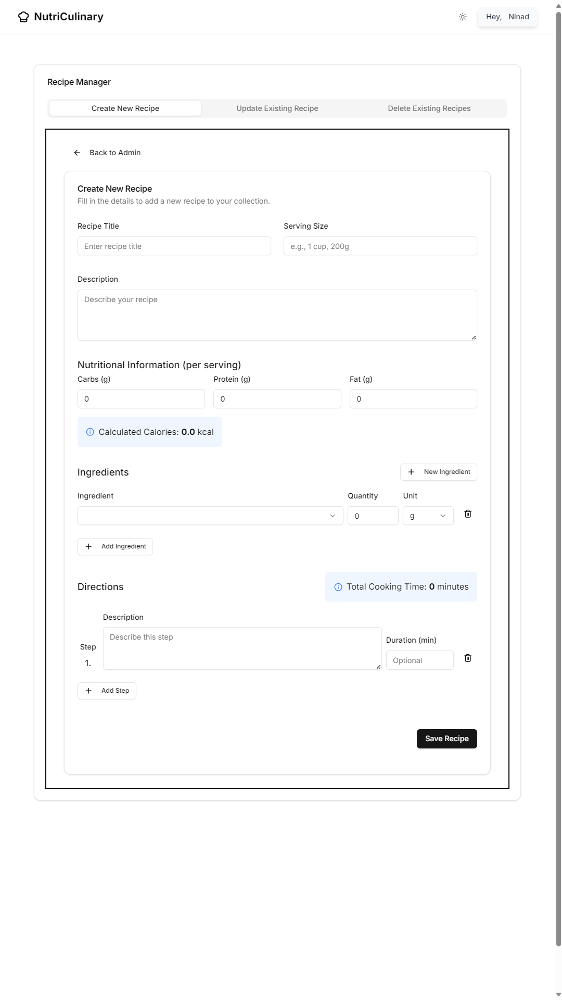 NutriCulinary
Hey, Ninad
Recipe Manager
Create New Recipe Update Existing Recipe Delete Existing Recipes
Back to Admin
Create New Recipe
Fill in the details to add a new recipe to your collection.
Recipe Title Serving Size
Enter recipe title e.g., 1 cup, 200g
Description
Describe your recipe
Nutritional Information (per serving)
Carbs (g) Protein (g) Fat (g)
0 0 0
Calculated Calories: 0.0 kcal
Ingredients New Ingredient
Ingredient Quantity Unit
0 g
Add Ingredient
Directions Total Cooking Time: 0 minutes
Description
Describe this step
Duration (min)
Step
Optional
1.
Add Step
Save Recipe